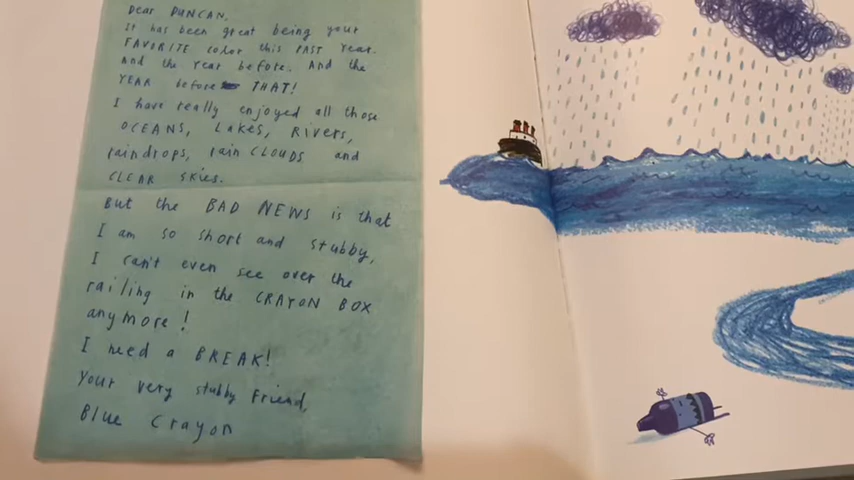 Dear DUNCAN,
It has been great being your
FAVORITE color this PAST year.
And the year before. And the
YEAR before THAT!
I have really enjoyed all those
OCEANS, Lakes, RIVERS,
raindrops, rain CLOUDS and
CLEAR skies.
But the BAD NEWS is that
I am so short and stubby,
I can't even see over the
railing in the CRAYON BOX
anymore!
I need a BREAK!
Your very stubby friend,
Blue Crayon